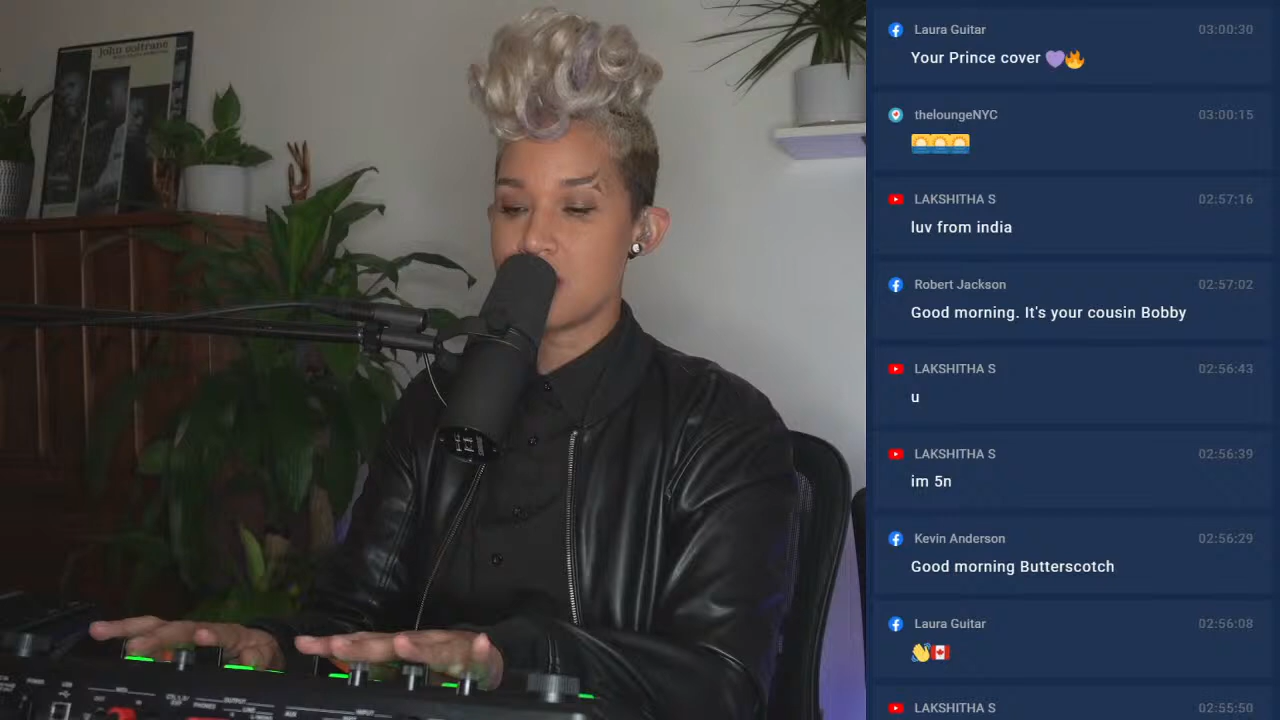 John Coltrane
Laura Guitar
03:00:30
Your Prince cover 💜🔥
theloungeNYC
03:00:15
🌅🌅🌅
LAKSHITHA S
02:57:16
luv from india
Robert Jackson
02:57:02
Good morning. It's your cousin Bobby
LAKSHITHA S
02:56:43
u
LAKSHITHA S
02:56:39
im 5n
Kevin Anderson
02:56:29
Good morning Butterscotch
Laura Guitar
02:56:08
👋🇨🇦
LAKSHITHA S
02:55:50
OUTPUT
INPUT